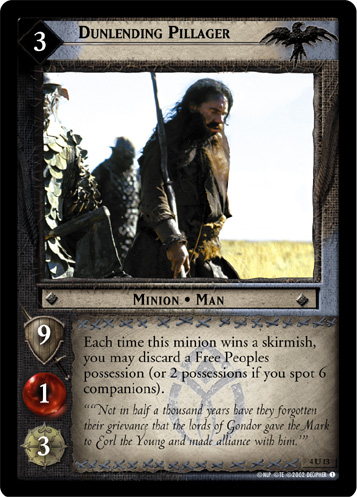 3
Dunlending Pillager
Minion • Man
9
Each time this minion wins a skirmish,
you may discard a Free Peoples
possession (or 2 possessions if you spot 6
companions).
1
““Not in half a thousand years have they forgotten
their grievance that the lords of Gondor gave the Mark
to Eorl the Young and made alliance with him.”"
3
4 U 13